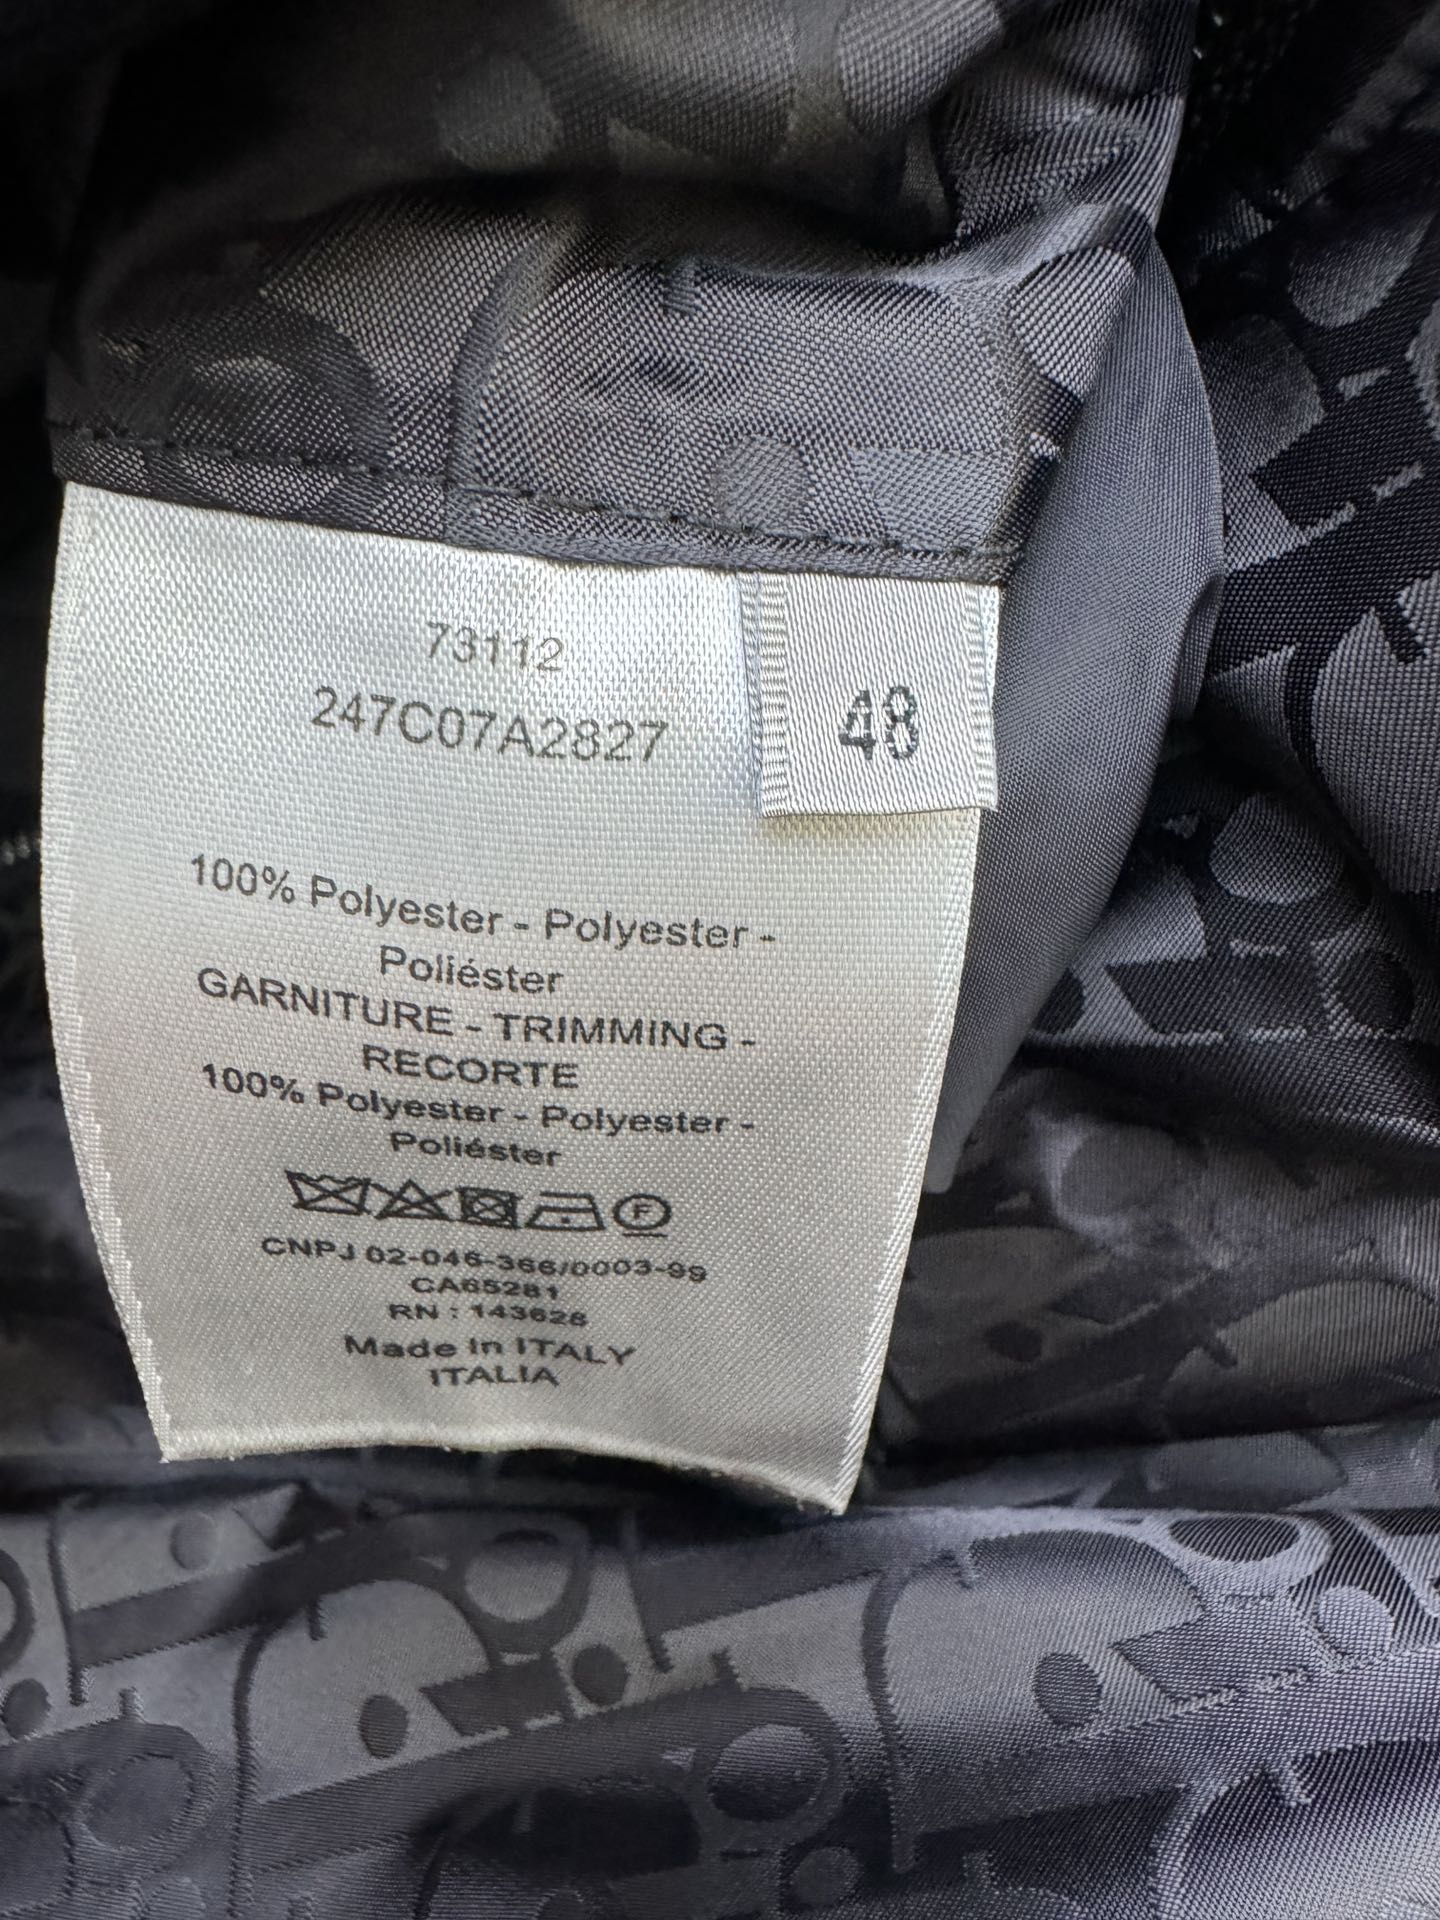 73112
247C07A2827
48
100% Polyester - Polyester -
Poliéster
GARNITURE - TRIMMING -
RECORTE
100% Polyester - Polyester -
Poliéster
F
CNPJ 02-046-366/0003-99
CA65281
RN : 143628
Made in ITALY
ITALIA